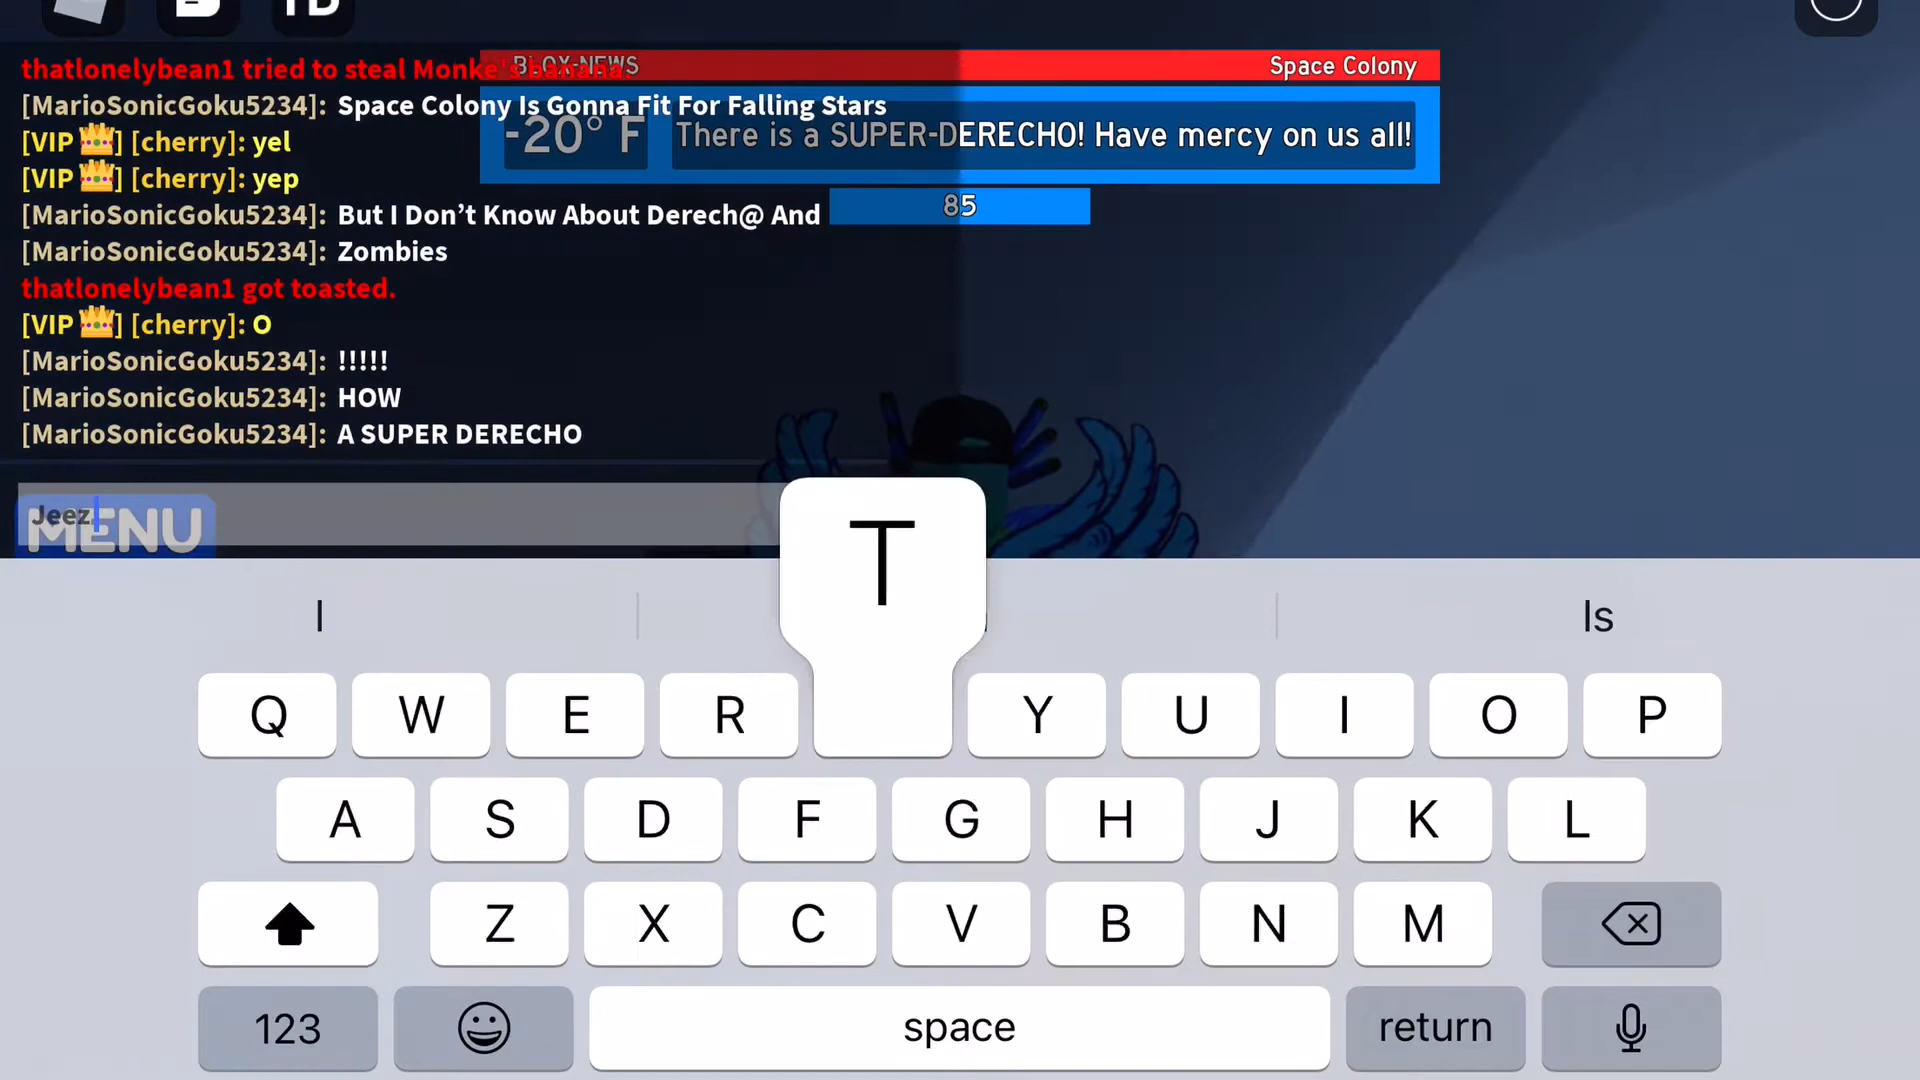 thatlonelybean1 tried to steal Monke's banana.
BLOX-NEWS
Space Colony
[MarioSonicGoku5234]: Space Colony Is Gonna Fit For Falling Stars
-20° F
There is a SUPER-DERECHO! Have mercy on us all!
[VIP 👑] [cherry]: yel
[VIP 👑] [cherry]: yep
85
[MarioSonicGoku5234]: But I Don’t Know About Derech@ And
[MarioSonicGoku5234]: Zombies
thatlonelybean1 got toasted.
[VIP 👑] [cherry]: O
[MarioSonicGoku5234]: !!!!!
[MarioSonicGoku5234]: HOW
[MarioSonicGoku5234]: A SUPER DERECHO
Jeez
MENU
T
I
Is
Q W E R Y U I O P
A S D F G H J K L
Z X C V B N M
123
space
return